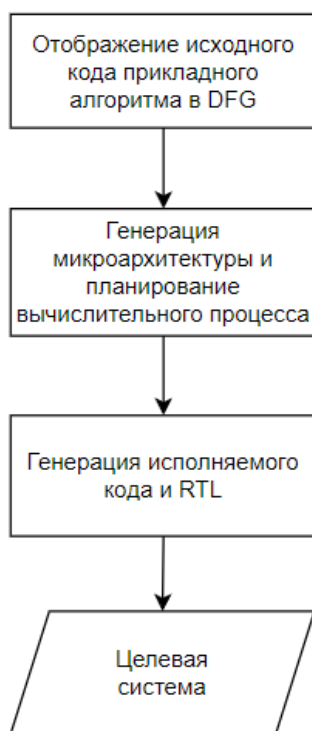 Отображение исходного
кода прикладного
алгоритма в DFG
Генерация
микроархитектуры и
планирование
вычислительного процесса
Генерация исполняемого
кода и RTL
Целевая
система